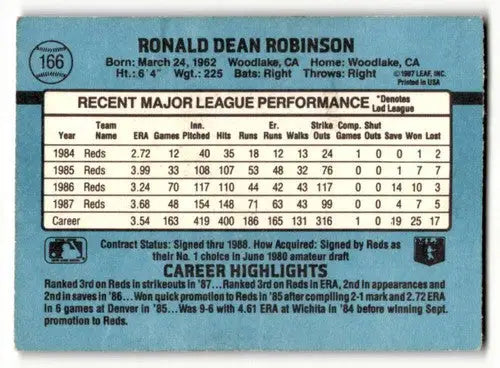 166
RONALD DEAN ROBINSON
Born: March 24, 1962 Woodlake, CA Home: Woodlake, CA
Ht.: 6'4" Wgt.: 225 Bats: Right Throws: Right
©1987 LEAF, INC.
Printed in USA
RECENT MAJOR LEAGUE PERFORMANCE *Denotes Led League
Year Team Name ERA Games Inn. Pitched Hits Runs Er. Runs Walks Strike Outs Comp. Games Shut Outs Save Won Lost
1984 Reds 2.72 12 40 35 18 12 13 24 1 0 0 1 2
1985 Reds 3.99 33 108 107 53 48 32 76 0 0 1 7 7
1986 Reds 3.24 70 117 110 44 42 43 117 0 0 14 10 3
1987 Reds 3.68 48 154 148 71 63 43 99 0 0 4 7 5
Career 3.54 163 419 400 186 165 131 316 1 0 19 25 17
Contract Status: Signed thru 1988. How Acquired: Signed by Reds as
their No. 1 choice in June 1980 amateur draft
CAREER HIGHLIGHTS
Ranked 3rd on Reds in strikeouts in '87...Ranked 3rd on Reds in ERA, 2nd in appearances and
2nd in saves in '86...Won quick promotion to Reds in '85 after compiling 2-1 mark and 2.72 ERA
in 6 games at Denver in '85...Was 9-6 with 4.61 ERA at Wichita in '84 before winning Sept.
promotion to Reds.